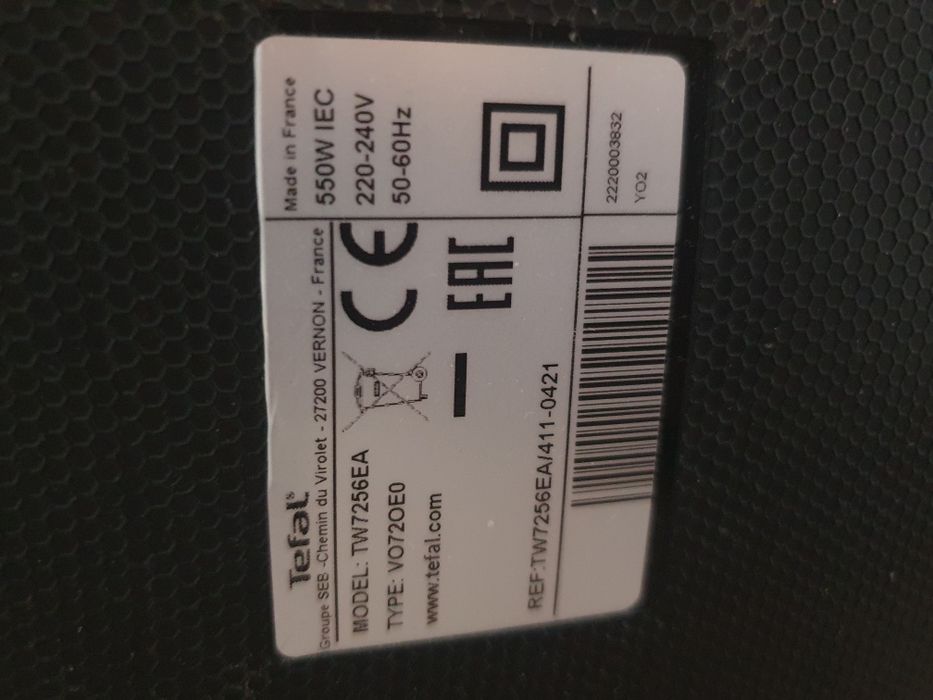 Tefal®
Groupe SEB -Chemin du Virolet - 27200 VERNON - France
Made in France
MODEL: TW7256EA
TYPE: VO72OE0
www.tefal.com
CE
EAC
550W IEC
220-240V
50-60Hz
REF:TW7256EA/411-0421
2220003832
YO2